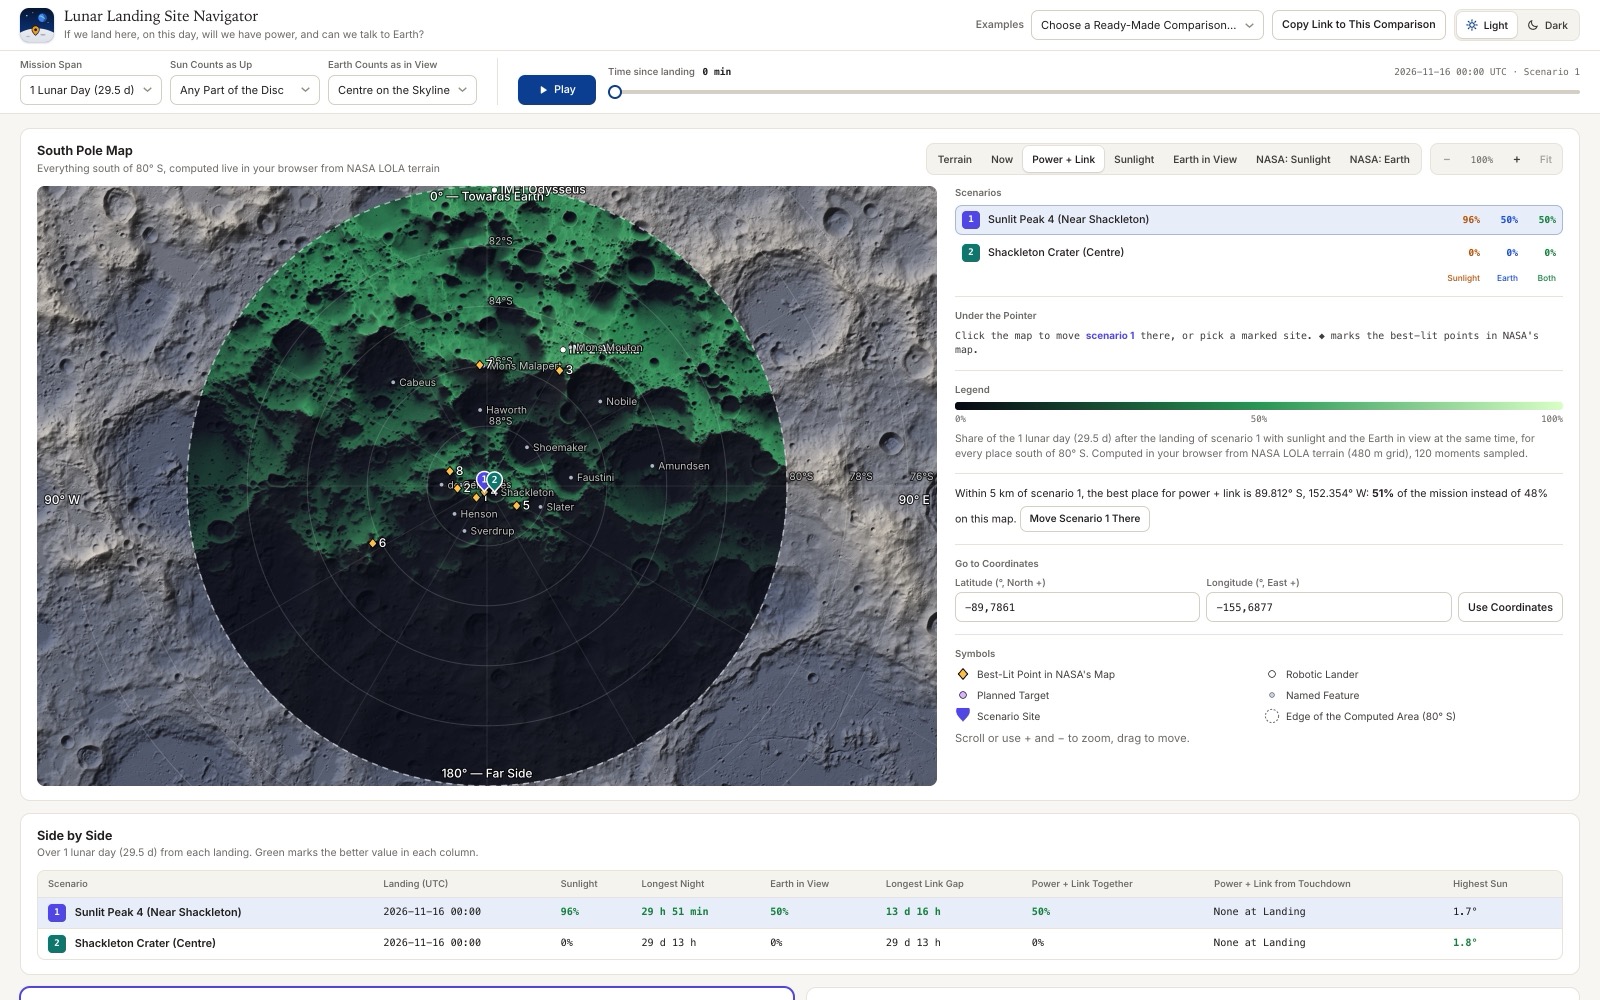 Lunar Landing Site Navigator
If we land here, on this day, will we have power, and can we talk to Earth?
Examples
Choose a Ready-Made Comparison...
Copy Link to This Comparison
Light
Dark
Mission Span
Sun Counts as Up
Earth Counts as in View
1 Lunar Day (29.5 d)
Any Part of the Disc
Centre on the Skyline
Play
Time since landing 0 min
2026-11-16 00:00 UTC · Scenario 1
South Pole Map
Everything south of 80° S, computed live in your browser from NASA LOLA terrain
Terrain
Now
Power + Link
Sunlight
Earth in View
NASA: Sunlight
NASA: Earth
−
100%
+
Fit
IM-1 Odysseus
0° — Towards Earth
82°S
84°S
Mons Mouton
7
Mons Malapert
3
Cabeus
Nobile
Haworth
88°S
Shoemaker
Amundsen
8
Faustini
80°S
78°S
76°S
1
2
2
Shackleton
90° W
90° E
5
Slater
Henson
Sverdrup
6
180° — Far Side
Scenarios
1
Sunlit Peak 4 (Near Shackleton)
96%
50%
50%
2
Shackleton Crater (Centre)
0%
0%
0%
Sunlight
Earth
Both
Under the Pointer
Click the map to move scenario 1 there, or pick a marked site. ◆ marks the best-lit points in NASA's
map.
Legend
0%
50%
100%
Share of the 1 lunar day (29.5 d) after the landing of scenario 1 with sunlight and the Earth in view at the same time, for
every place south of 80° S. Computed in your browser from NASA LOLA terrain (480 m grid), 120 moments sampled.
Within 5 km of scenario 1, the best place for power + link is 89.812° S, 152.354° W: 51% of the mission instead of 48%
on this map.
Move Scenario 1 There
Go to Coordinates
Latitude (°, North +)
Longitude (°, East +)
−89,7861
−155,6877
Use Coordinates
Symbols
Best-Lit Point in NASA's Map
Robotic Lander
Planned Target
Named Feature
Scenario Site
Edge of the Computed Area (80° S)
Scroll or use + and − to zoom, drag to move.
Side by Side
Over 1 lunar day (29.5 d) from each landing. Green marks the better value in each column.
Scenario
Landing (UTC)
Sunlight
Longest Night
Earth in View
Longest Link Gap
Power + Link Together
Power + Link from Touchdown
Highest Sun
1
Sunlit Peak 4 (Near Shackleton)
2026-11-16 00:00
96%
29 h 51 min
50%
13 d 16 h
50%
None at Landing
1.7°
2
Shackleton Crater (Centre)
2026-11-16 00:00
0%
29 d 13 h
0%
29 d 13 h
0%
None at Landing
1.8°